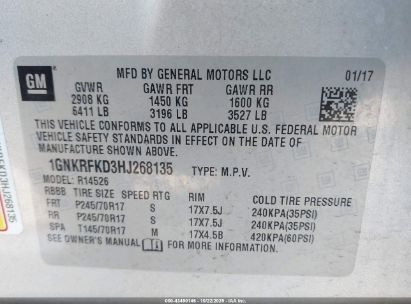 GM
MFD BY GENERAL MOTORS LLC 01/17
GVWR GAWR FRT GAWR RR
2908 KG 1450 KG 1600 KG
6411 LB 3196 LB 3527 LB
THIS VEHICLE CONFORMS TO ALL APPLICABLE U.S. FEDERAL MOTOR
VEHICLE SAFETY STANDARDS IN EFFECT ON THE DATE OF
MANUFACTURE SHOWN ABOVE.
1GNKRFKD3HJ268135 TYPE: M.P.V.
MODEL: R14526
RBBB TIRE SIZE SPEED RTG RIM COLD TIRE PRESSURE
FRT P245/70R17 S 17X7.5J 240KPA(35PSI)
RR P245/70R17 S 17X7.5J 240KPA(35PSI)
SPA T145/70R17 M 17X4.5B 420KPA(60PSI)
SEE OWNER'S MANUAL FOR MORE INFORMATION.